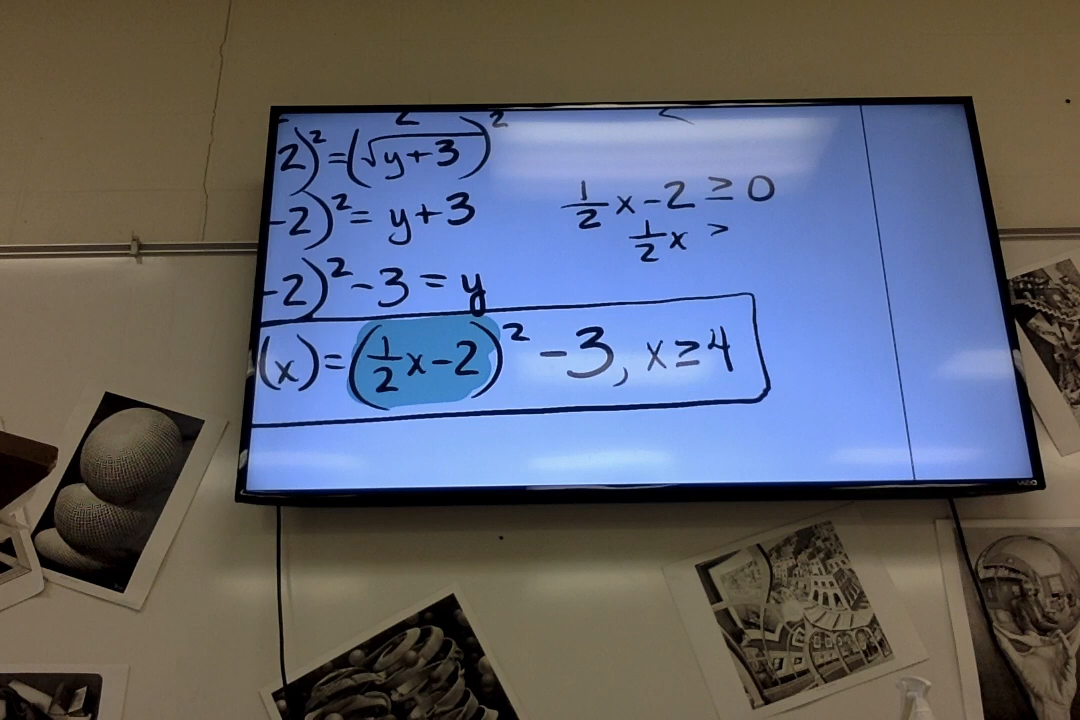 2)² = (√y+3)²
-2)² = y+3
-2)² -3 = y
(x) = (½x-2)² -3, x≥4
½x-2 ≥ 0
½x >
VIZIO